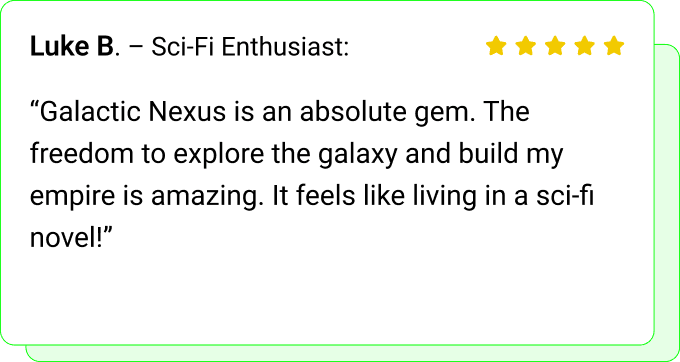 Luke B. – Sci-Fi Enthusiast:
“Galactic Nexus is an absolute gem. The
freedom to explore the galaxy and build my
empire is amazing. It feels like living in a sci-fi
novel!”